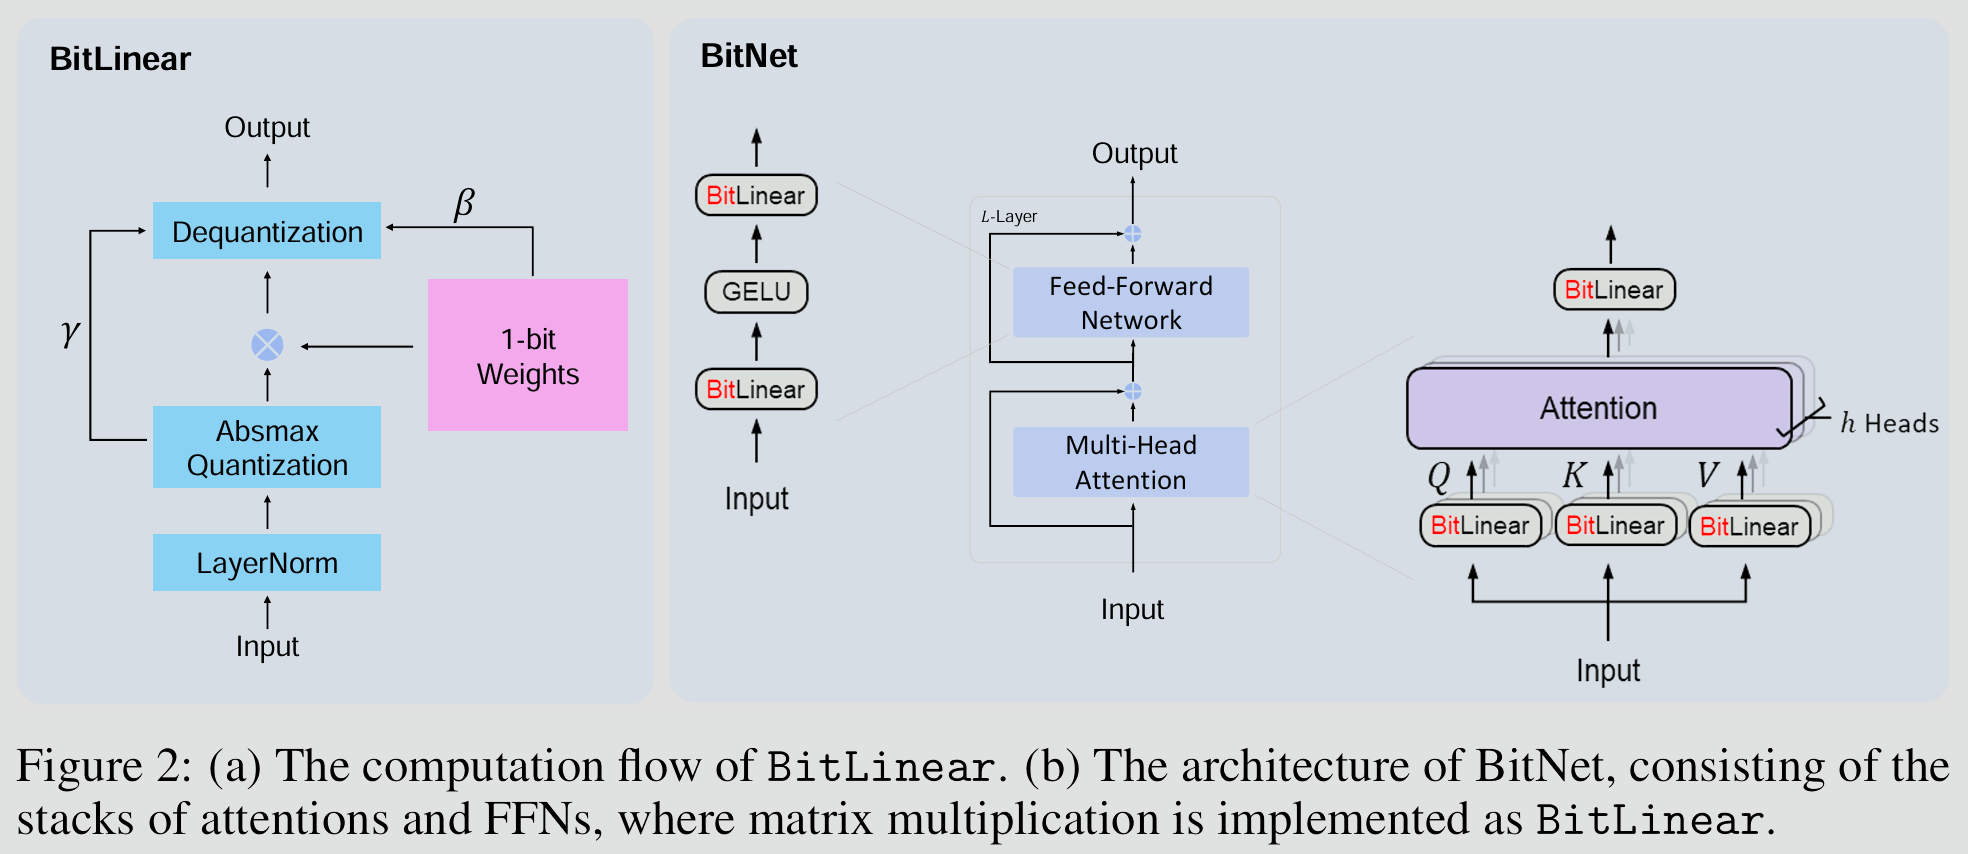 BitLinear
Output
β
Dequantization
γ
1-bit
Weights
Absmax
Quantization
LayerNorm
Input
BitNet
BitLinear
GELU
BitLinear
Input
Output
L-Layer
Feed-Forward
Network
Multi-Head
Attention
Input
BitLinear
Attention
h Heads
Q K V
BitLinear BitLinear BitLinear
Input
Figure 2: (a) The computation flow of BitLinear. (b) The architecture of BitNet, consisting of the
stacks of attentions and FFNs, where matrix multiplication is implemented as BitLinear.